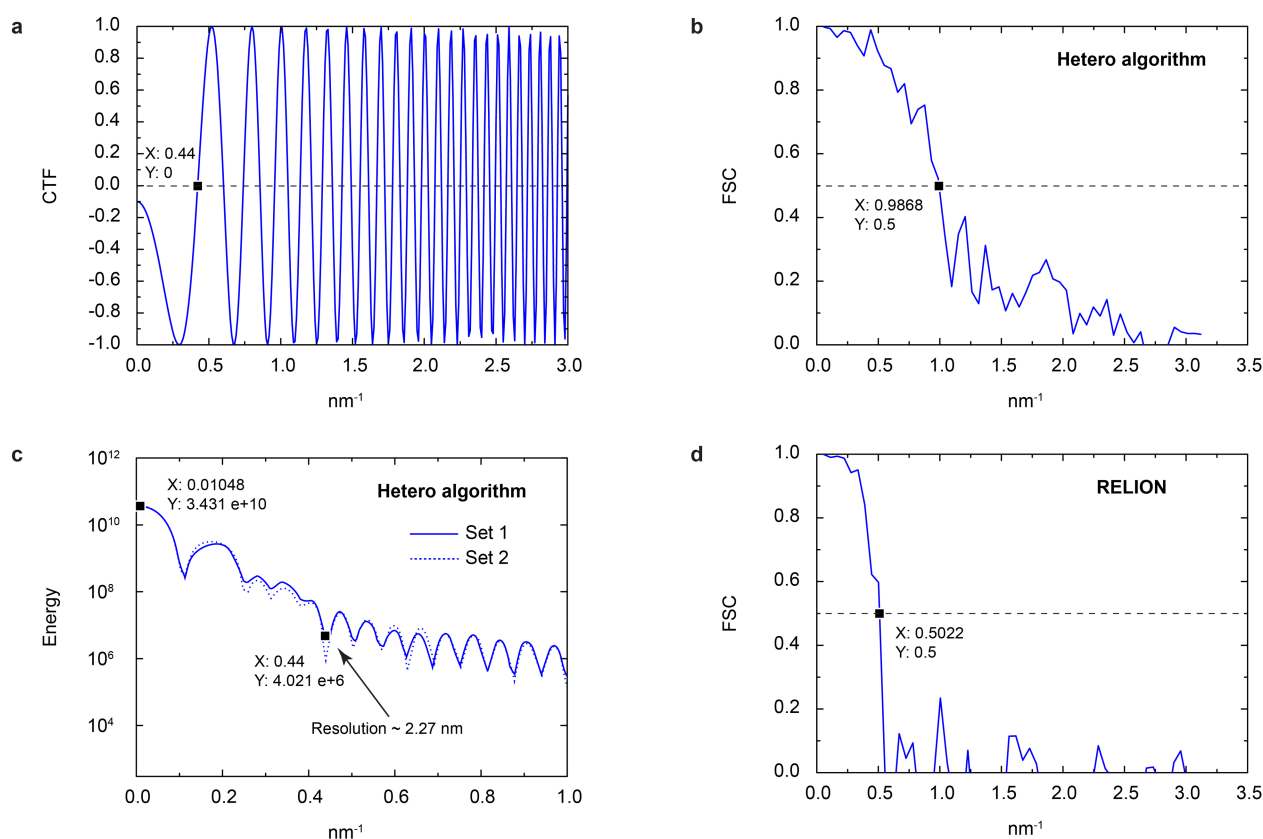 a
1.0
0.8
0.6
0.4
0.2
0.0
-0.2
-0.4
-0.6
-0.8
-1.0
CTF
X: 0.44
Y: 0
0.0
0.5
1.0
1.5
2.0
2.5
3.0
nm-1
b
1.0
0.8
0.6
0.4
0.2
0.0
FSC
Hetero algorithm
X: 0.9868
Y: 0.5
0.0
0.5
1.0
1.5
2.0
2.5
3.0
3.5
nm-1
c
1012
1010
108
106
104
Energy
X: 0.01048
Y: 3.431 e+10
Hetero algorithm
Set 1
Set 2
X: 0.44
Y: 4.021 e+6
Resolution ~ 2.27 nm
0.0
0.2
0.4
0.6
0.8
1.0
nm-1
d
1.0
0.8
0.6
0.4
0.2
0.0
FSC
RELION
X: 0.5022
Y: 0.5
0.0
0.5
1.0
1.5
2.0
2.5
3.0
3.5
nm-1